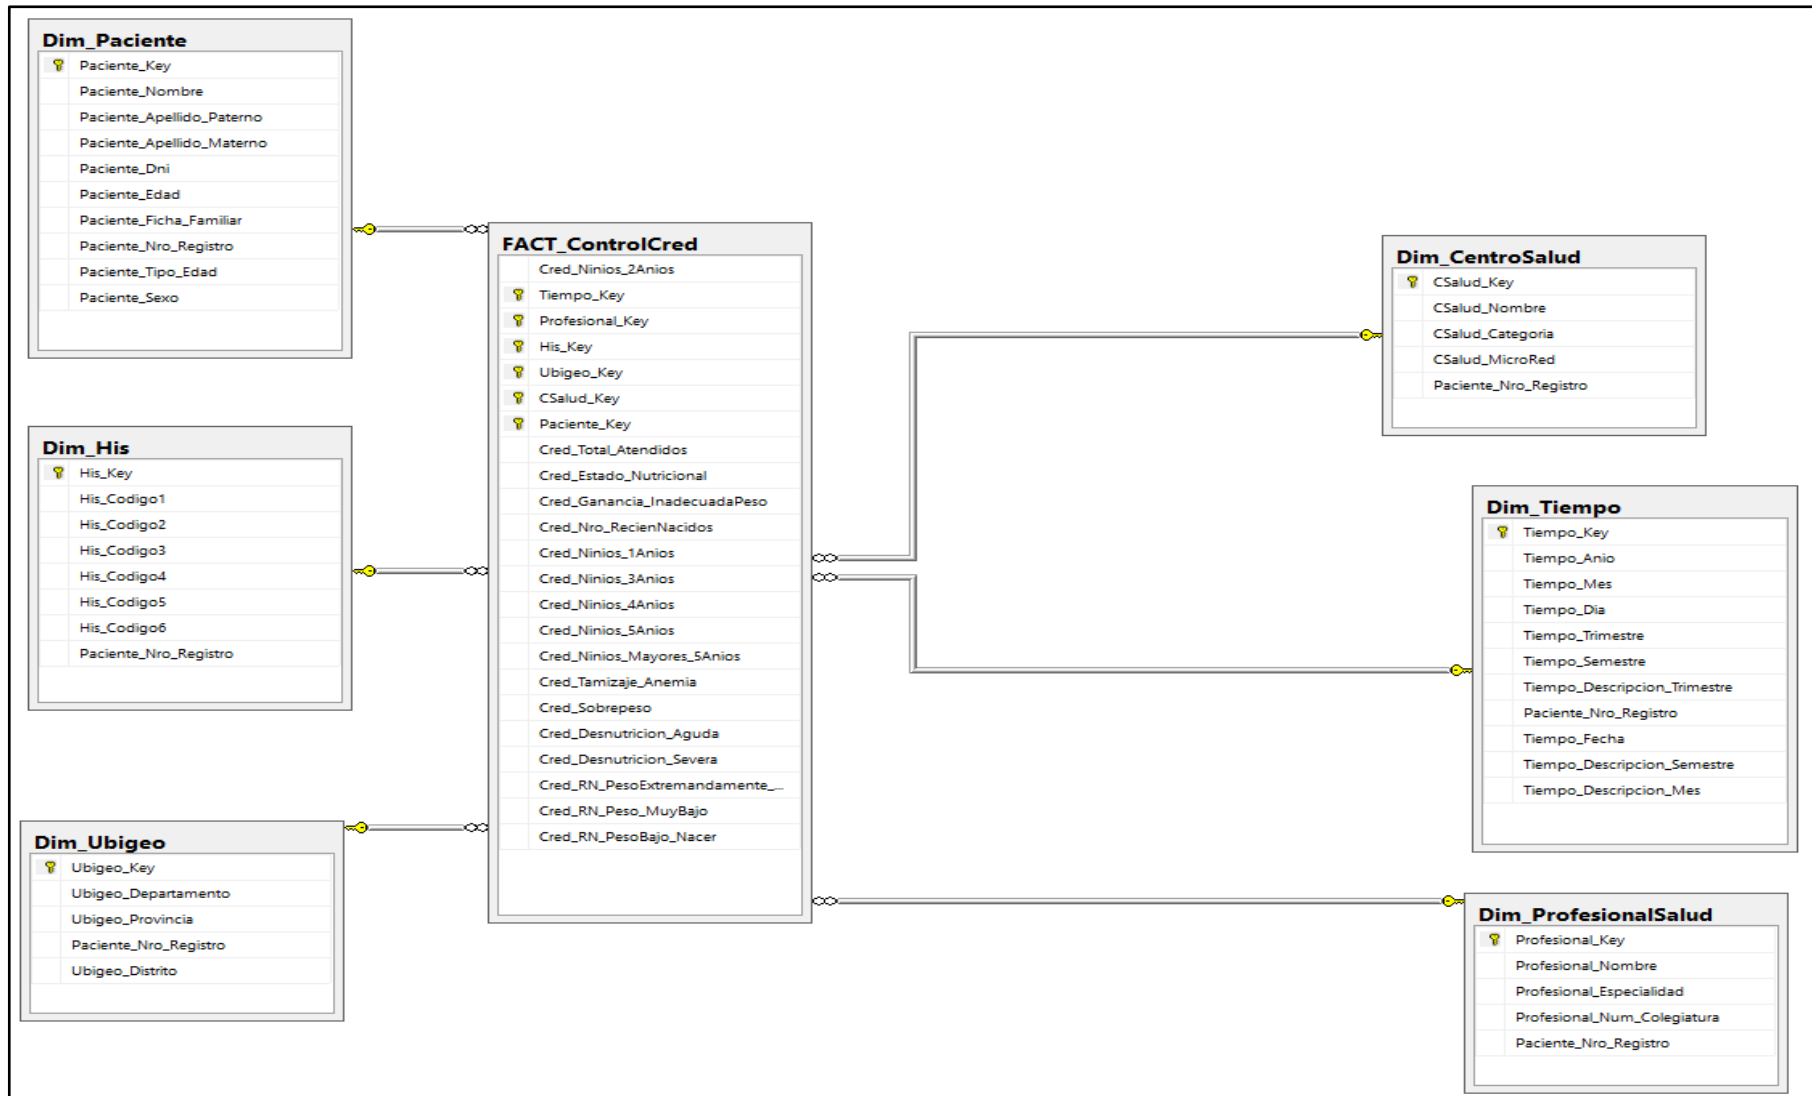 Dim_Paciente
Paciente_Key
Paciente_Nombre
Paciente_Apellido_Paterno
Paciente_Apellido_Materno
Paciente_Dni
Paciente_Edad
Paciente_Ficha_Familiar
Paciente_Nro_Registro
Paciente_Tipo_Edad
Paciente_Sexo
Dim_His
His_Key
His_Codigo1
His_Codigo2
His_Codigo3
His_Codigo4
His_Codigo5
His_Codigo6
Paciente_Nro_Registro
Dim_Ubigeo
Ubigeo_Key
Ubigeo_Departamento
Ubigeo_Provincia
Paciente_Nro_Registro
Ubigeo_Distrito
FACT_ControlCred
Cred_Ninios_2Anios
Tiempo_Key
Profesional_Key
His_Key
Ubigeo_Key
CSalud_Key
Paciente_Key
Cred_Total_Atendidos
Cred_Estado_Nutricional
Cred_Ganancia_InadecuadaPeso
Cred_Nro_RecienNacidos
Cred_Ninios_1Anios
Cred_Ninios_3Anios
Cred_Ninios_4Anios
Cred_Ninios_5Anios
Cred_Ninios_Mayores_5Anios
Cred_Tamizaje_Anemia
Cred_Sobrepeso
Cred_Desnutricion_Aguda
Cred_Desnutricion_Severa
Cred_RN_PesoExtremandamente_...
Cred_RN_Peso_MuyBajo
Cred_RN_PesoBajo_Nacer
Dim_CentroSalud
CSalud_Key
CSalud_Nombre
CSalud_Categoria
CSalud_MicroRed
Paciente_Nro_Registro
Dim_Tiempo
Tiempo_Key
Tiempo_Anio
Tiempo_Mes
Tiempo_Dia
Tiempo_Trimestre
Tiempo_Semestre
Tiempo_Descripcion_Trimestre
Paciente_Nro_Registro
Tiempo_Fecha
Tiempo_Descripcion_Semestre
Tiempo_Descripcion_Mes
Dim_ProfesionalSalud
Profesional_Key
Profesional_Nombre
Profesional_Especialidad
Profesional_Num_Colegiatura
Paciente_Nro_Registro